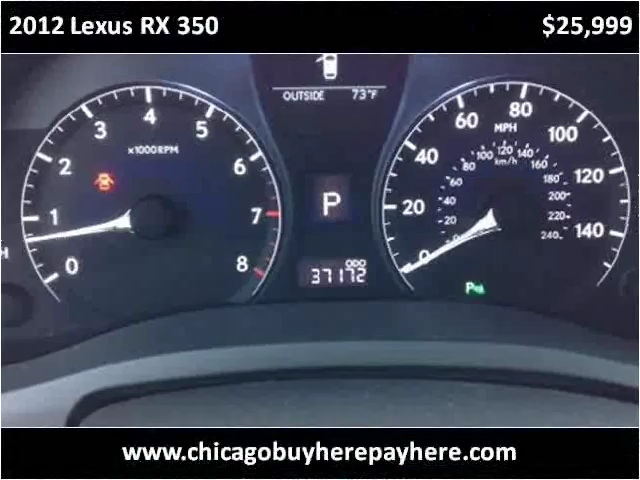 2012 Lexus RX 350 $25,999
OUTSIDE 73°F
0 1 2 3 4 5 6 7 8
x1000RPM
P
ODO
37172
0 20 40 60 80 100 120 140
MPH
km/h
20 40 60 80 100 120 140 160 180 200 220 240
P
H
www.chicagobuyherepayhere.com